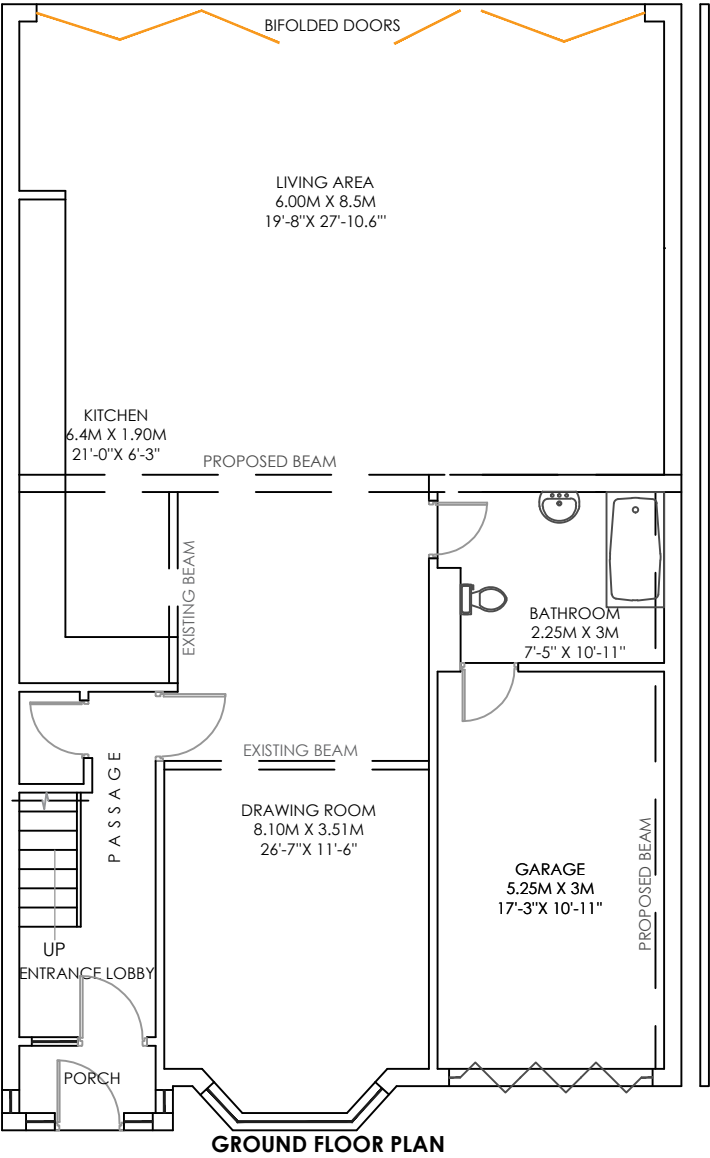 BIFOLDED DOORS
LIVING AREA
6.00M X 8.5M
19'-8"X 27'-10.6'"
KITCHEN
6.4M X 1.90M
21'-0"X 6'-3"
PROPOSED BEAM
EXISTING BEAM
BATHROOM
2.25M X 3M
7'-5" X 10'-11"
EXISTING BEAM
PASSAGE
DRAWING ROOM
8.10M X 3.51M
26'-7"X 11'-6"
GARAGE
5.25M X 3M
17'-3"X 10'-11"
PROPOSED BEAM
UP
ENTRANCE LOBBY
PORCH
GROUND FLOOR PLAN